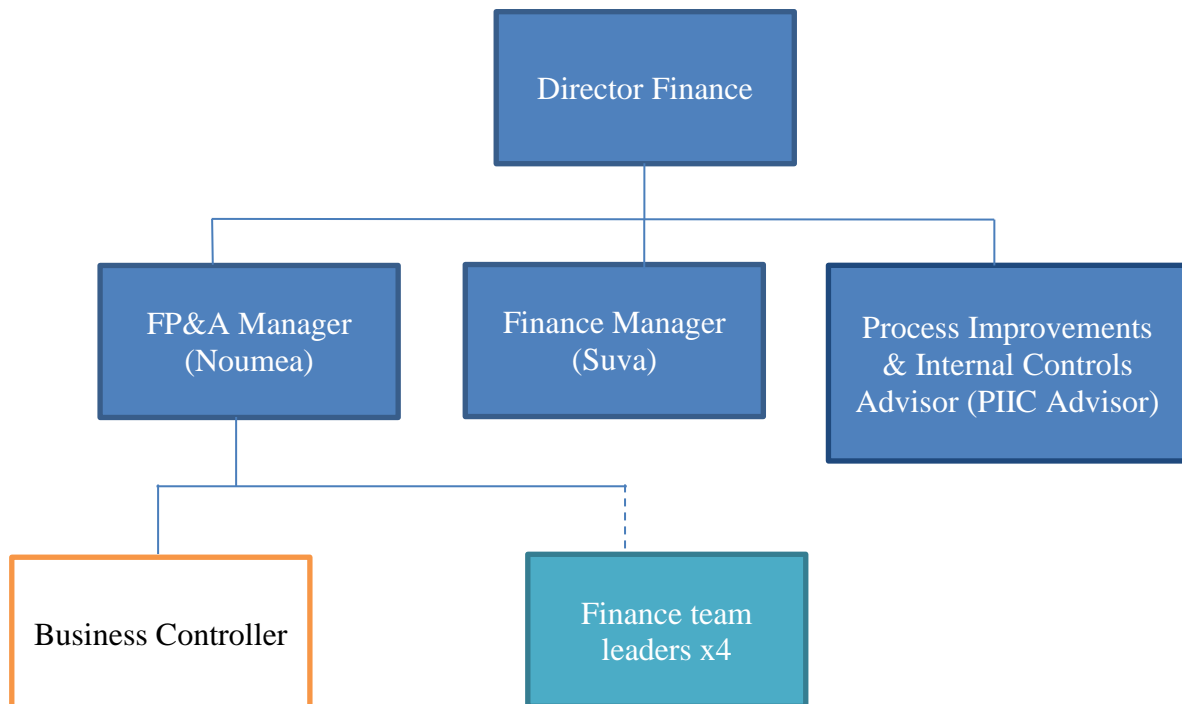 Director Finance
FP&A Manager
(Noumea)
Finance Manager
(Suva)
Process Improvements
& Internal Controls
Advisor (PIIC Advisor)
Business Controller
Finance team
leaders x4